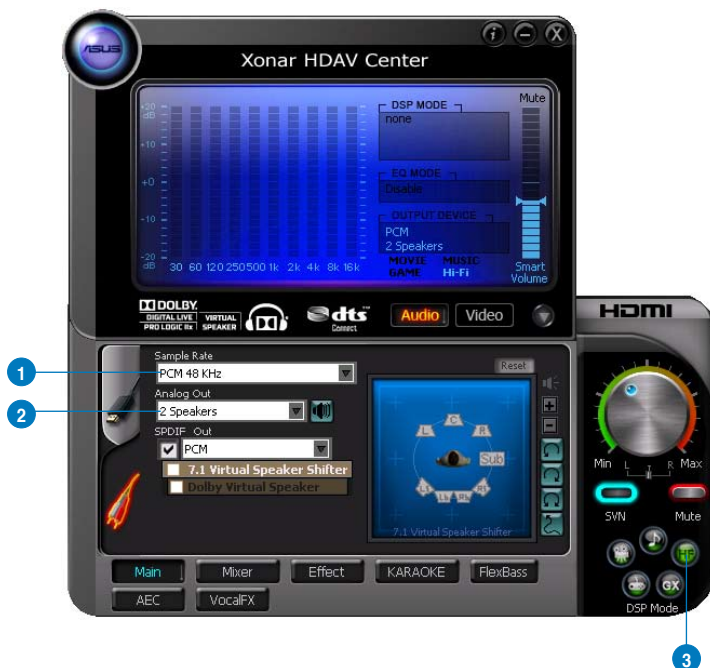 ASUS
i
X
Xonar HDAV Center
+20
dB
+10
+0
-10
-20
dB
30 60 120 250 500 1k 2k 4k 8k 16k
DSP MODE
none
EQ MODE
Disable
OUTPUT DEVICE
PCM
2 Speakers
MOVIE MUSIC
GAME Hi-Fi
Mute
Smart
Volume
DOLBY
DIGITAL LIVE
PRO LOGIC IIx
VIRTUAL
SPEAKER
dts
Connect
Audio
Video
HDMI
1
Sample Rate
PCM 48 KHz
2
Analog Out
2 Speakers
SPDIF Out
PCM
7.1 Virtual Speaker Shifter
Dolby Virtual Speaker
Reset
L C R
Sub
Ls Lb Rb Rs
7.1 Virtual Speaker Shifter
Min L T R Max
SVN Mute
HF
GX
DSP Mode
Main
Mixer
Effect
KARAOKE
FlexBass
AEC
VocalFX
3